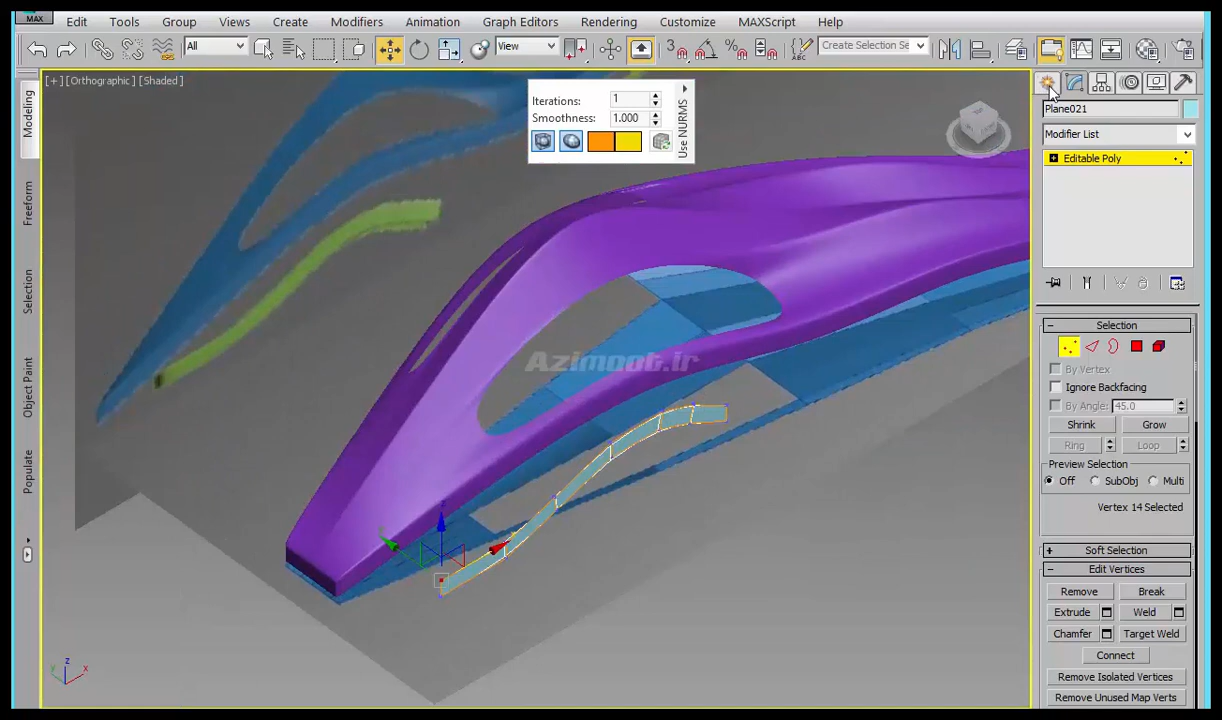 MAX
Edit Tools Group Views Create Modifiers Animation Graph Editors Rendering Customize MAXScript Help
All
View
3
%
ABC
Create Selection Se
[+] [Orthographic] [Shaded]
Iterations: 1
Smoothness: 1.000
Use NURMS
Modeling
Freeform
Selection
Object Paint
Populate
Azimoot.ir
z
y
x
Plane021
Modifier List
Editable Poly
Selection
By Vertex
Ignore Backfacing
By Angle: 45.0
Shrink Grow
Ring Loop
Preview Selection
Off SubObj Multi
Vertex 14 Selected
Soft Selection
Edit Vertices
Remove Break
Extrude Weld
Chamfer Target Weld
Connect
Remove Isolated Vertices
Remove Unused Map Verts